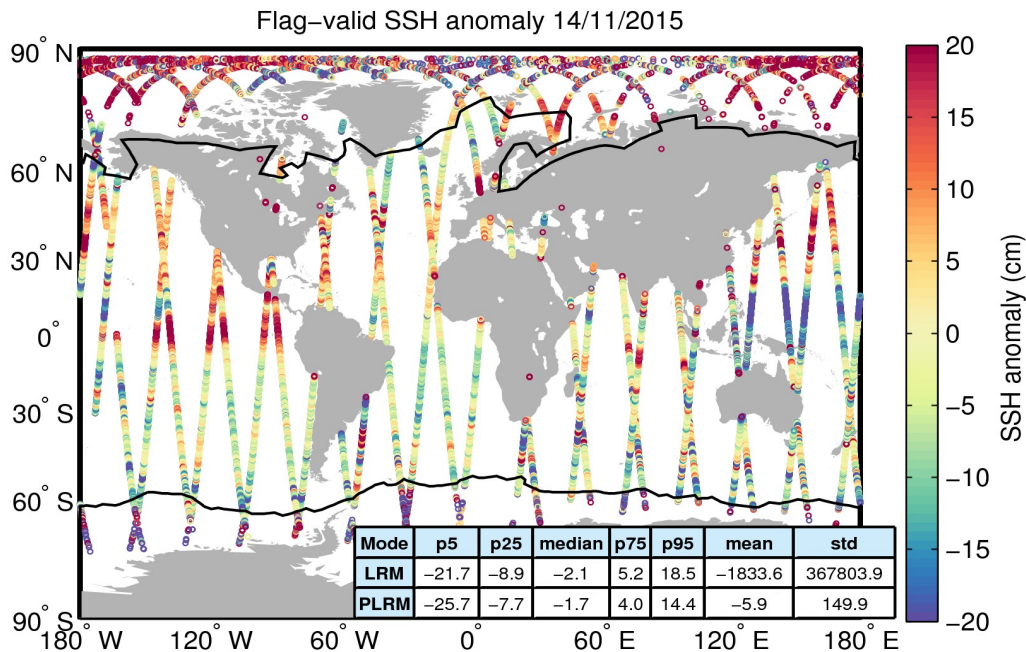 Flag−valid SSH anomaly 14/11/2015
90° N
60° N
30° N
0°
30° S
60° S
90° S
180° W
120° W
60° W
0°
60° E
120° E
180° E
20
15
10
5
0
−5
−10
−15
−20
SSH anomaly (cm)
Mode p5 p25 median p75 p95 mean std
LRM −21.7 −8.9 −2.1 5.2 18.5 −1833.6 367803.9
PLRM −25.7 −7.7 −1.7 4.0 14.4 −5.9 149.9